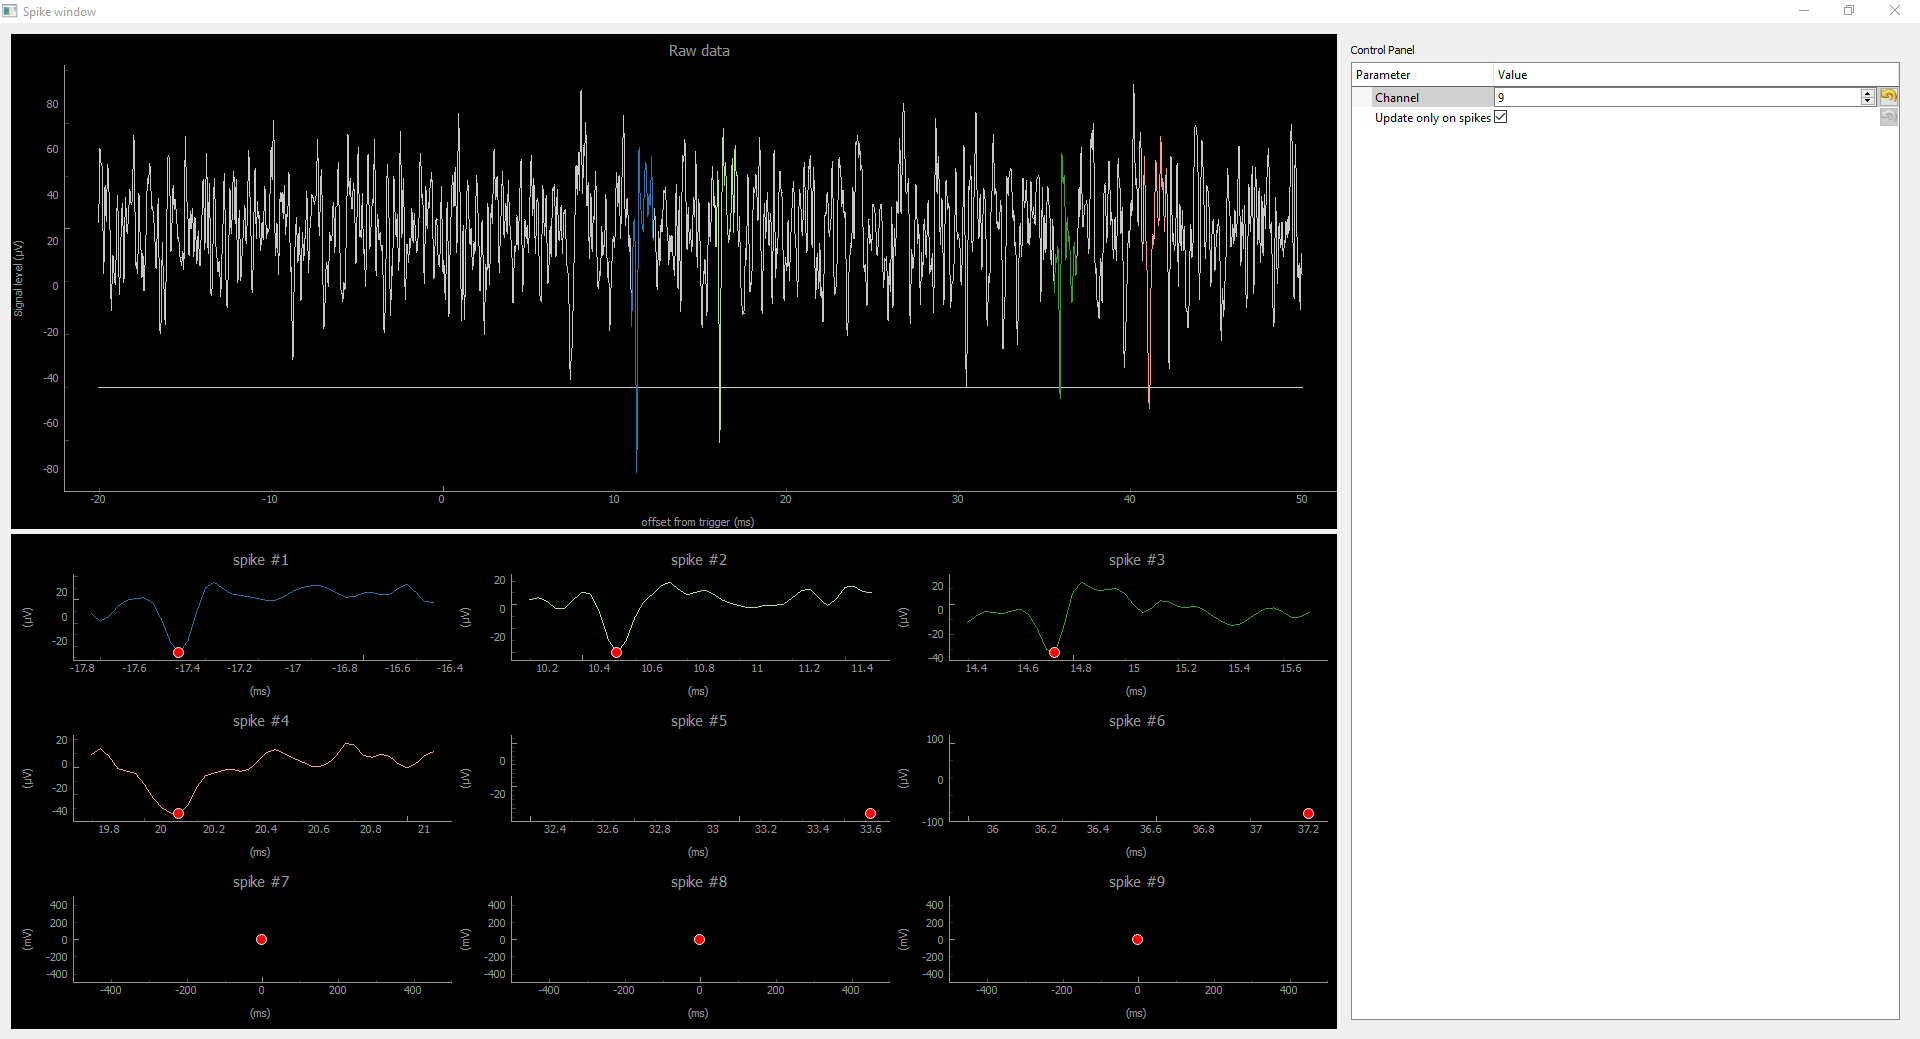 Spike window
Raw data
Signal level (µV)
80
60
40
20
0
-20
-40
-60
-80
-20 -10 0 10 20 30 40 50
offset from trigger (ms)
Control Panel
Parameter Value
Channel 9
Update only on spikes
spike #1
(µV)
20
0
-20
-17.8 -17.6 -17.4 -17.2 -17 -16.8 -16.6 -16.4
(ms)
spike #2
(µV)
20
0
-20
10.2 10.4 10.6 10.8 11 11.2 11.4
(ms)
spike #3
(µV)
20
0
-20
-40
14.4 14.6 14.8 15 15.2 15.4 15.6
(ms)
spike #4
(µV)
20
0
-20
-40
19.8 20 20.2 20.4 20.6 20.8 21
(ms)
spike #5
(µV)
0
-20
32.4 32.6 32.8 33 33.2 33.4 33.6
(ms)
spike #6
(µV)
100
0
-100
36 36.2 36.4 36.6 36.8 37 37.2
(ms)
spike #7
(mV)
400
200
0
-200
-400
-400 -200 0 200 400
(ms)
spike #8
(mV)
400
200
0
-200
-400
-400 -200 0 200 400
(ms)
spike #9
(mV)
400
200
0
-200
-400
-400 -200 0 200 400
(ms)